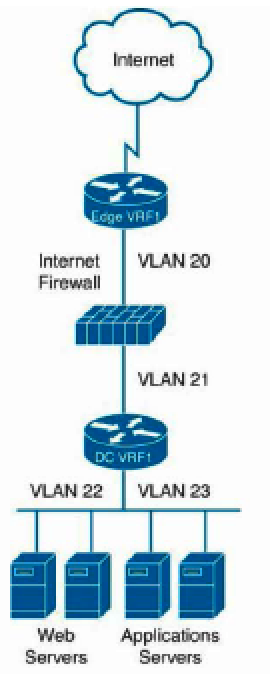 Internet
Edge VRF1
Internet
Firewall
VLAN 20
VLAN 21
DC VRF1
VLAN 22
VLAN 23
Web
Servers
Applications
Servers